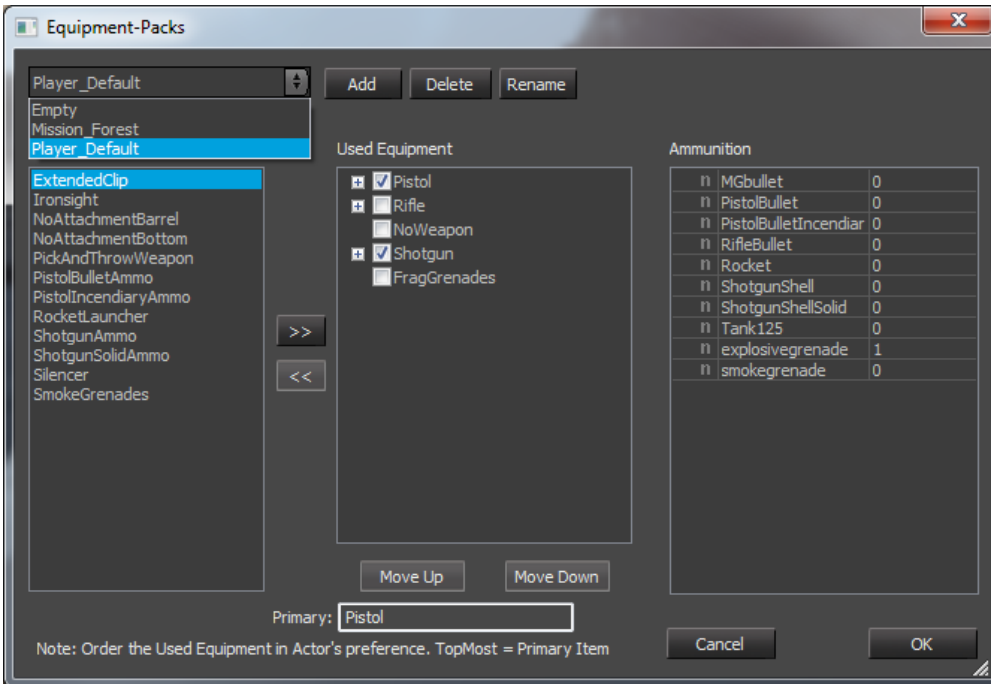 Equipment-Packs
x
Player_Default
Add
Delete
Rename
Empty
Mission_Forest
Player_Default
Used Equipment
Ammunition
ExtendedClip
Ironsight
NoAttachmentBarrel
NoAttachmentBottom
PickAndThrowWeapon
PistolBulletAmmo
PistolIncendiaryAmmo
RocketLauncher
ShotgunAmmo
ShotgunSolidAmmo
Silencer
SmokeGrenades
>>
<<
Pistol
Rifle
NoWeapon
Shotgun
FragGrenades
n MGbullet 0
n PistolBullet 0
n PistolBulletIncendiar 0
n RifleBullet 0
n Rocket 0
n ShotgunShell 0
n ShotgunShellSolid 0
n Tank125 0
n explosivegrenade 1
n smokegrenade 0
Move Up
Move Down
Primary: Pistol
Note: Order the Used Equipment in Actor's preference. TopMost = Primary Item
Cancel
OK